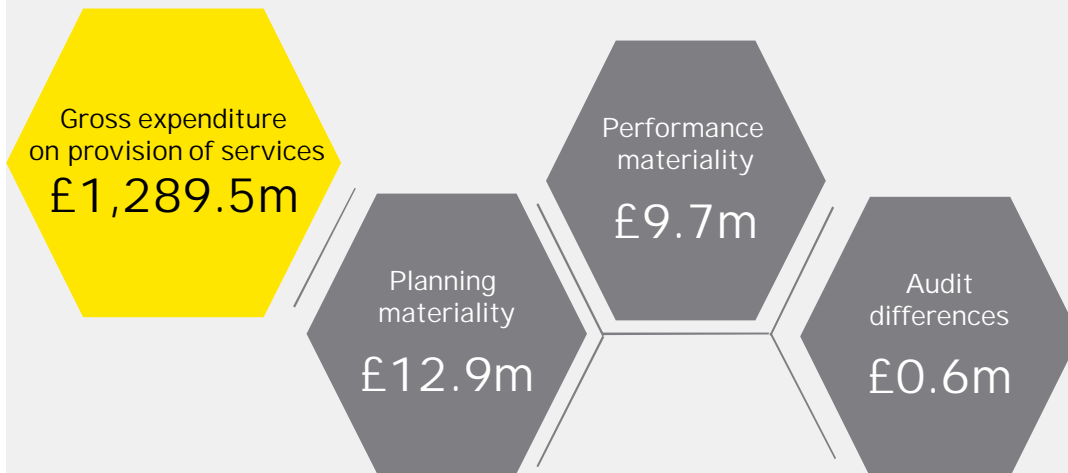 Gross expenditure
on provision of services
£1,289.5m
Planning
materiality
£12.9m
Performance
materiality
£9.7m
Audit
differences
£0.6m